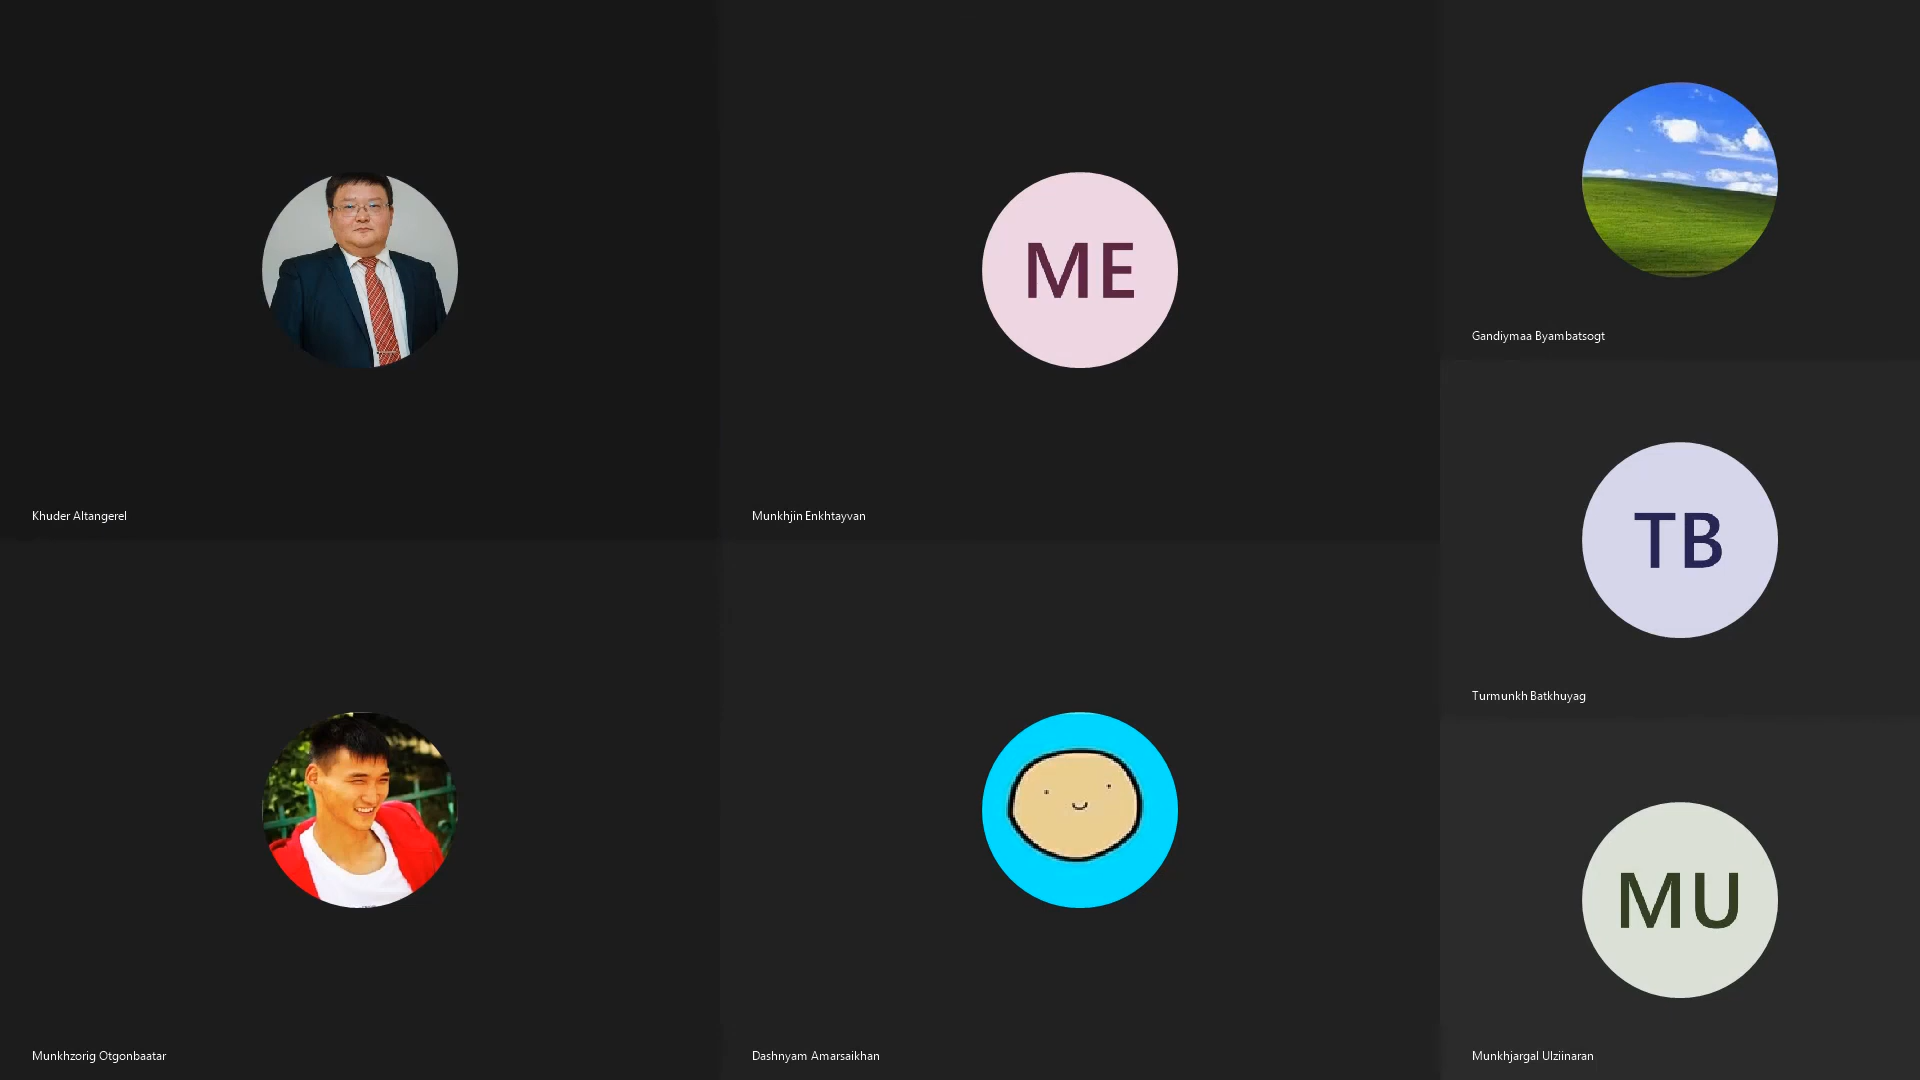 ME
Gandiymaa Byambatsogt
Khuder Altangerel
Munkhjin Enkhtayvan
TB
Turmunkh Batkhuyag
MU
Munkhzorig Otgonbaatar
Dashnyam Amarsaikhan
Munkhjargal Ulziinaran